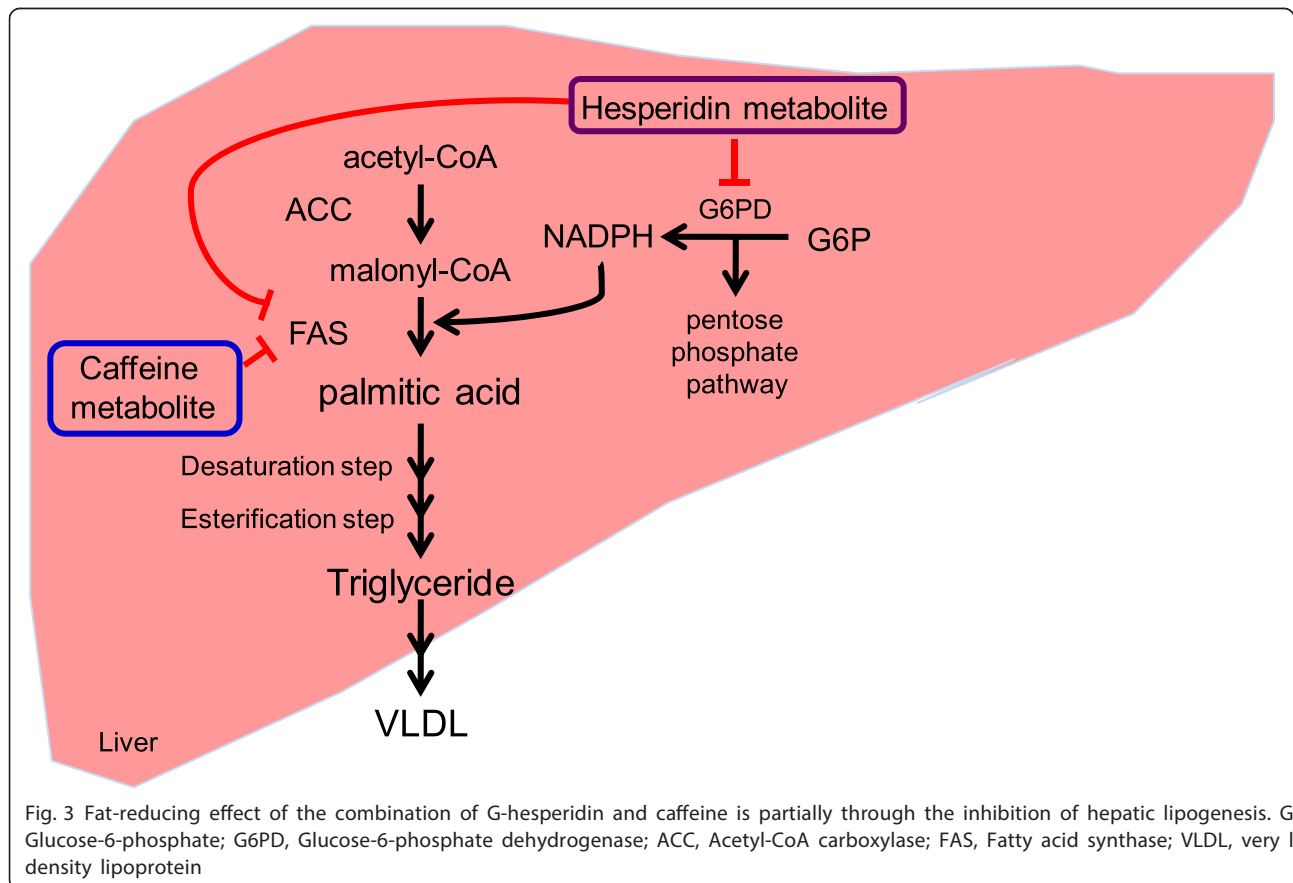 Hesperidin metabolite
acetyl-CoA
ACC
G6PD
NADPH
G6P
malonyl-CoA
FAS
pentose
phosphate
pathway
Caffeine
metabolite
palmitic acid
Desaturation step
Esterification step
Triglyceride
VLDL
Liver
Fig. 3 Fat-reducing effect of the combination of G-hesperidin and caffeine is partially through the inhibition of hepatic lipogenesis. G
Glucose-6-phosphate; G6PD, Glucose-6-phosphate dehydrogenase; ACC, Acetyl-CoA carboxylase; FAS, Fatty acid synthase; VLDL, very l
density lipoprotein